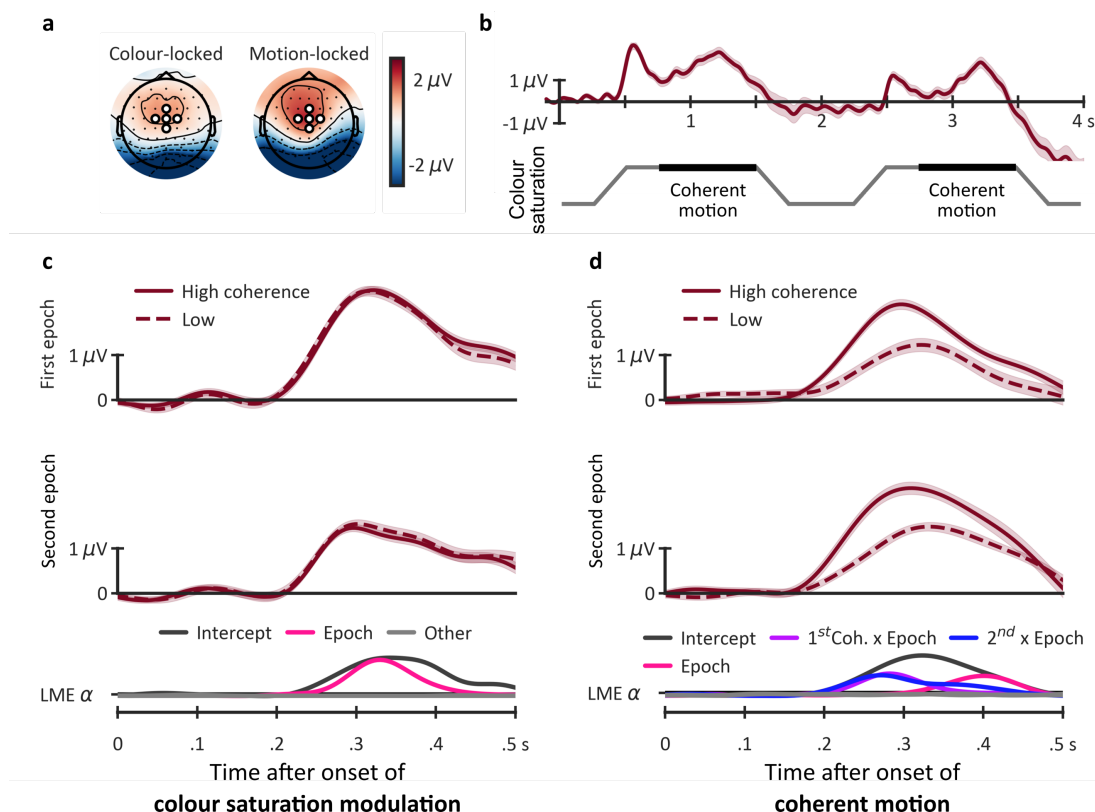 a
Colour-locked Motion-locked
2 µV
-2 µV
b
1 µV
-1 µV
1 2 3 4 s
Colour
saturation
Coherent
motion
Coherent
motion
c
High coherence
Low
First epoch
1 µV
0
Second epoch
1 µV
0
Intercept Epoch Other
LME α
0 .1 .2 .3 .4 .5 s
Time after onset of
colour saturation modulation
d
High coherence
Low
First epoch
1 µV
0
Second epoch
1 µV
0
Intercept 1st Coh. x Epoch 2nd x Epoch
Epoch
LME α
0 .1 .2 .3 .4 .5 s
Time after onset of
coherent motion